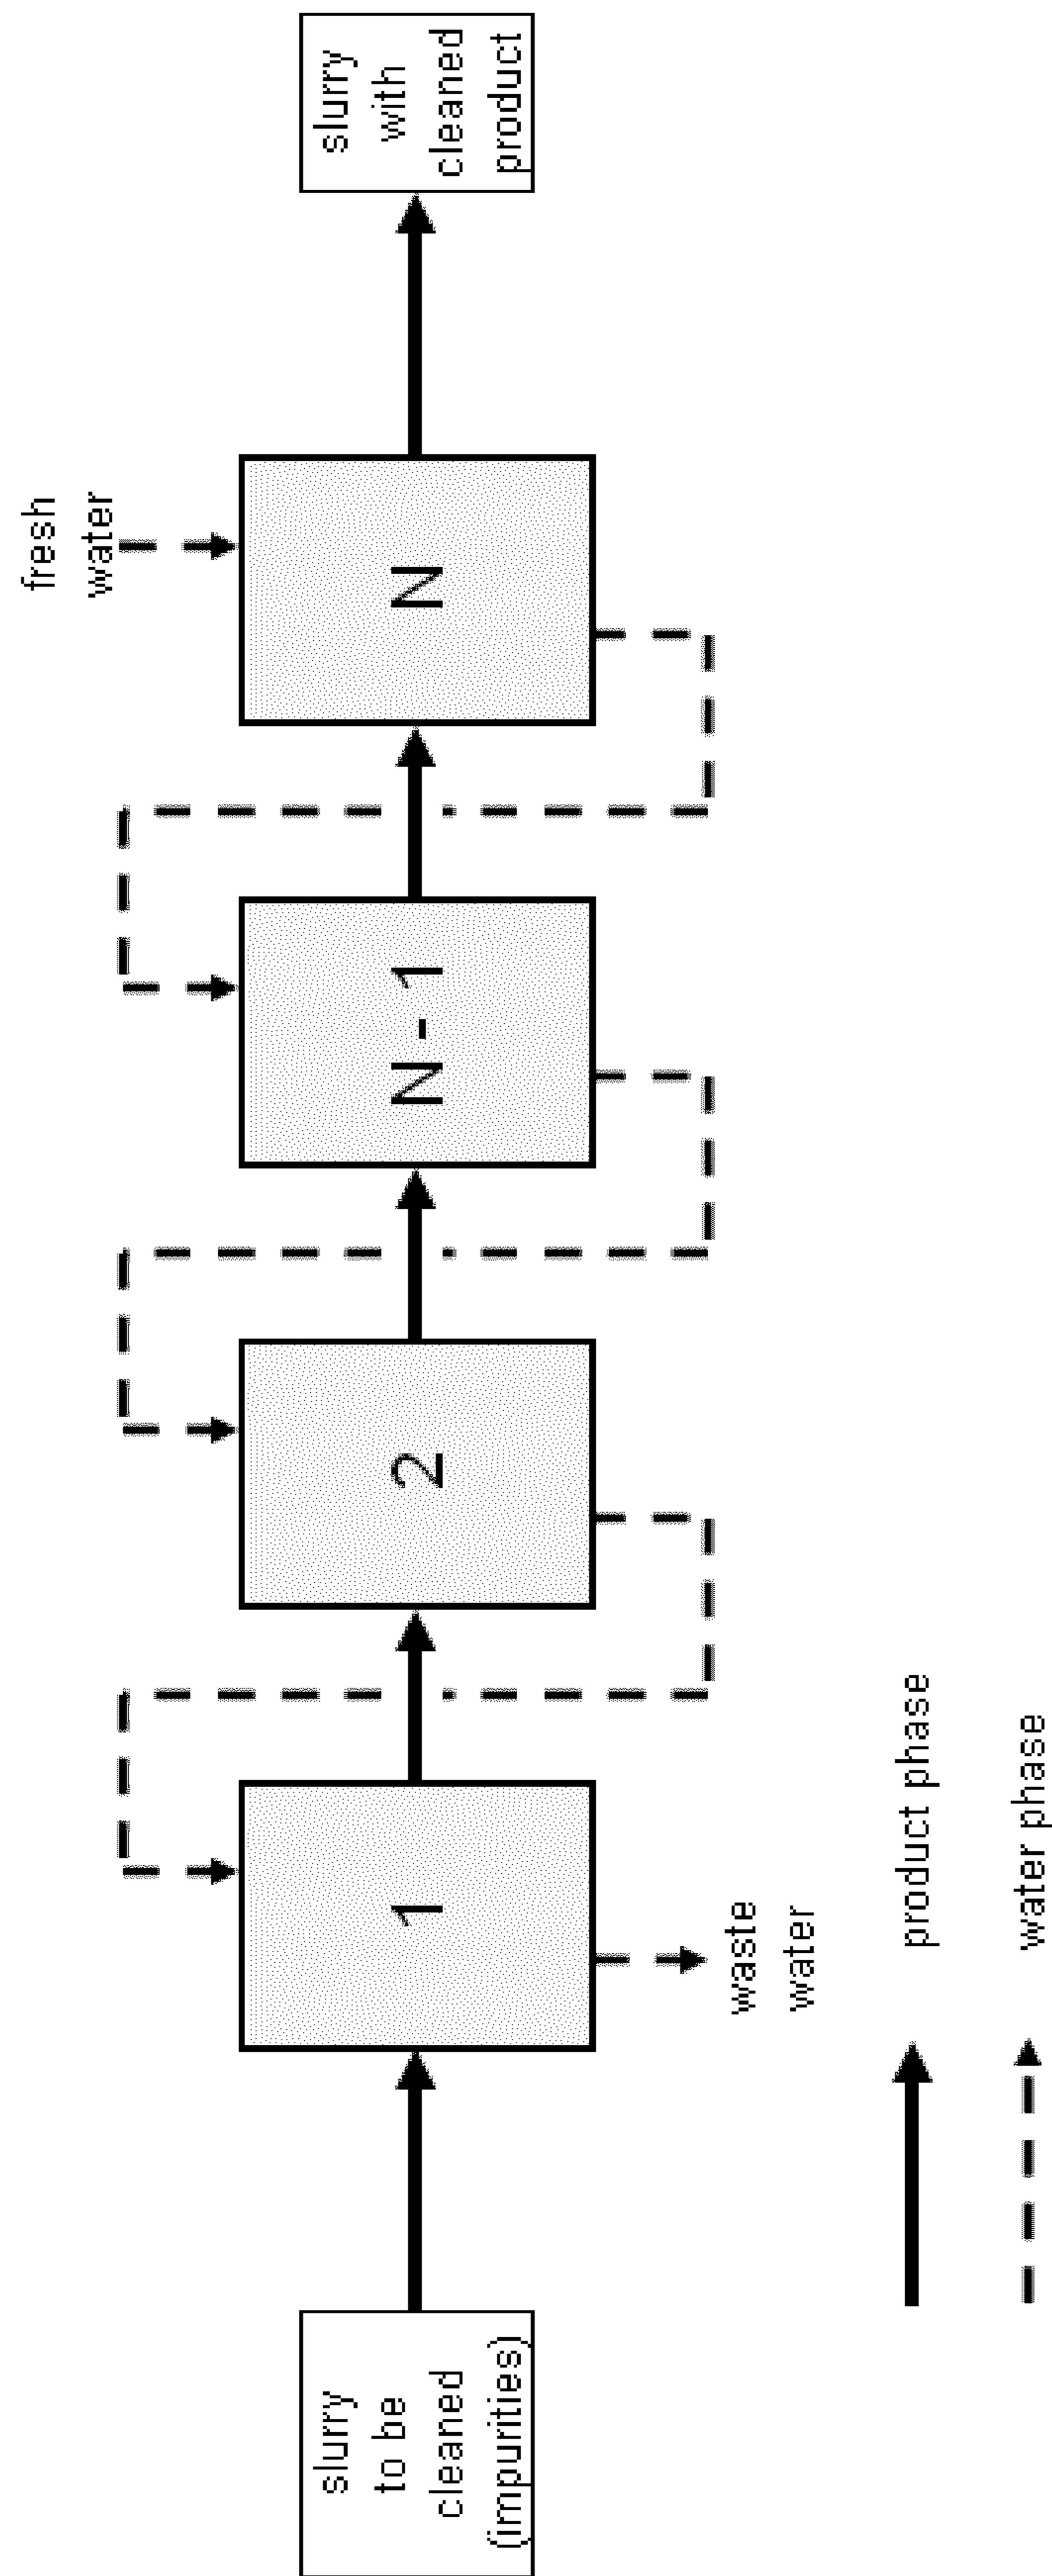 fresh
water
slurry
to be
cleaned
(impurities)
1
2
N - 1
N
slurry
with
cleaned
product
waste
water
product phase
water phase